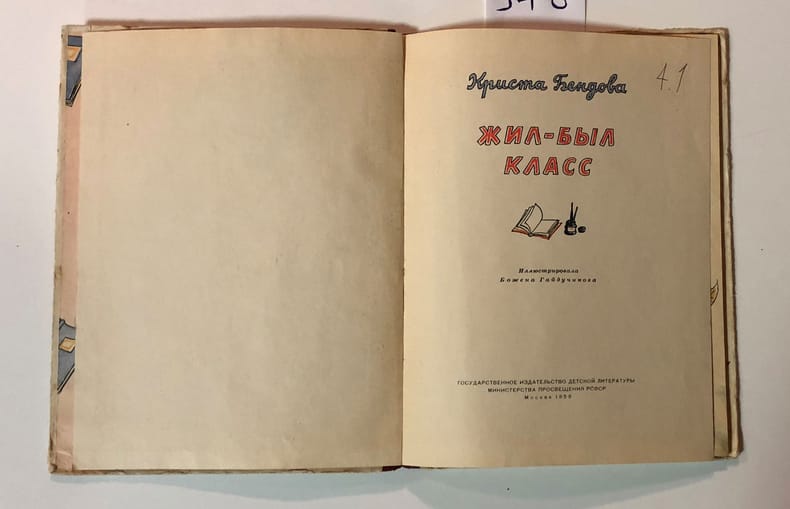 Криста Бендова
4.1
ЖИЛ-БЫЛ
КЛАСС
Иллюстрировала
Божена Гайдучикова
ГОСУДАРСТВЕННОЕ ИЗДАТЕЛЬСТВО ДЕТСКОЙ ЛИТЕРАТУРЫ
МИНИСТЕРСТВА ПРОСВЕЩЕНИЯ РСФСР
Москва